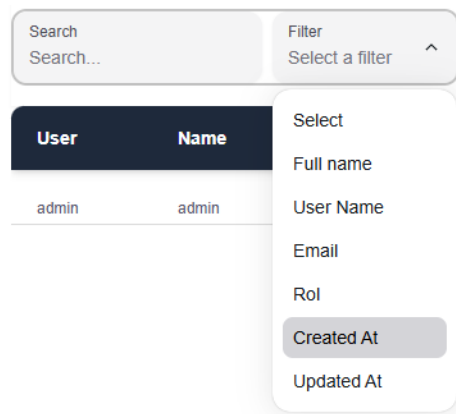 Search
Search...
Filter
Select a filter
User
Name
admin
admin
Select
Full name
User Name
Email
Rol
Created At
Updated At